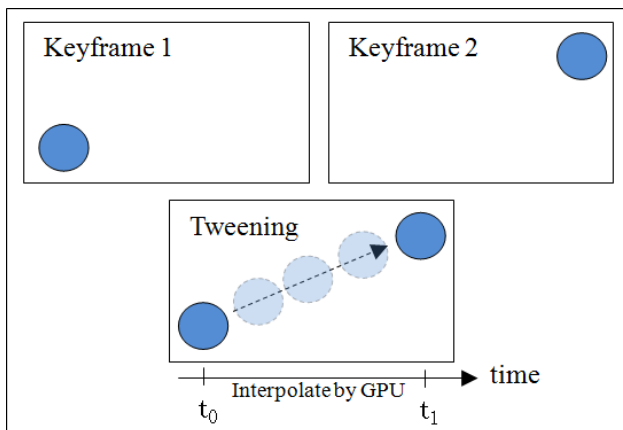 Keyframe 1
Keyframe 2
Tweening
time
Interpolate by GPU
t0
t1